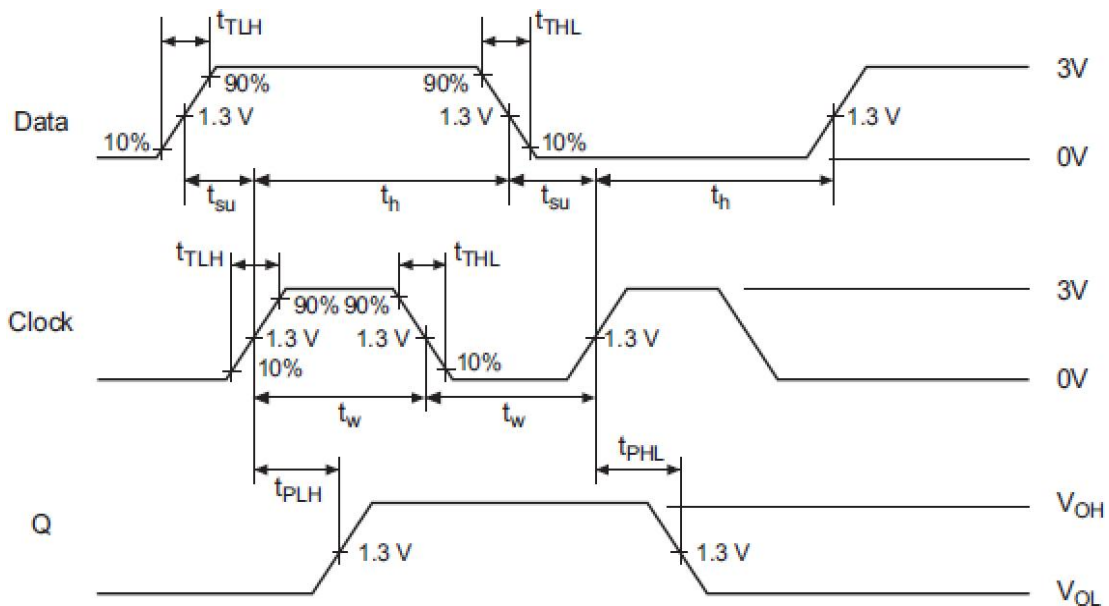 tTLH tTHL
90% 90% 3V
Data 1.3 V 1.3 V 1.3 V
10% 10% 0V
tsu th tsu th
tTLH tTHL
90% 90% 3V
Clock 1.3 V 1.3 V 1.3 V
10% 10% 0V
tw tw
tPHL
tPLH
Q VOH
1.3 V 1.3 V
VOL